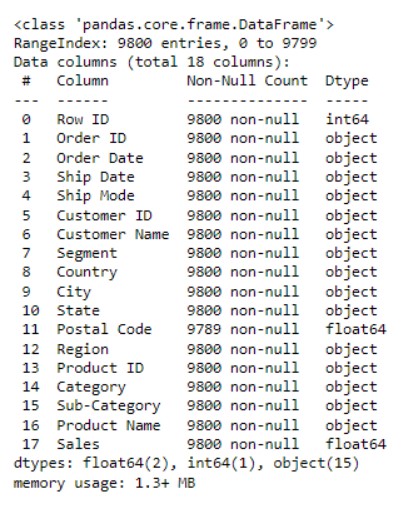 <class 'pandas.core.frame.DataFrame'>
RangeIndex: 9800 entries, 0 to 9799
Data columns (total 18 columns):
 #   Column         Non-Null Count  Dtype
---  ------         --------------  -----
 0   Row ID         9800 non-null   int64
 1   Order ID       9800 non-null   object
 2   Order Date     9800 non-null   object
 3   Ship Date      9800 non-null   object
 4   Ship Mode      9800 non-null   object
 5   Customer ID    9800 non-null   object
 6   Customer Name  9800 non-null   object
 7   Segment        9800 non-null   object
 8   Country        9800 non-null   object
 9   City           9800 non-null   object
 10  State          9800 non-null   object
 11  Postal Code    9789 non-null   float64
 12  Region         9800 non-null   object
 13  Product ID     9800 non-null   object
 14  Category       9800 non-null   object
 15  Sub-Category   9800 non-null   object
 16  Product Name   9800 non-null   object
 17  Sales          9800 non-null   float64
dtypes: float64(2), int64(1), object(15)
memory usage: 1.3+ MB